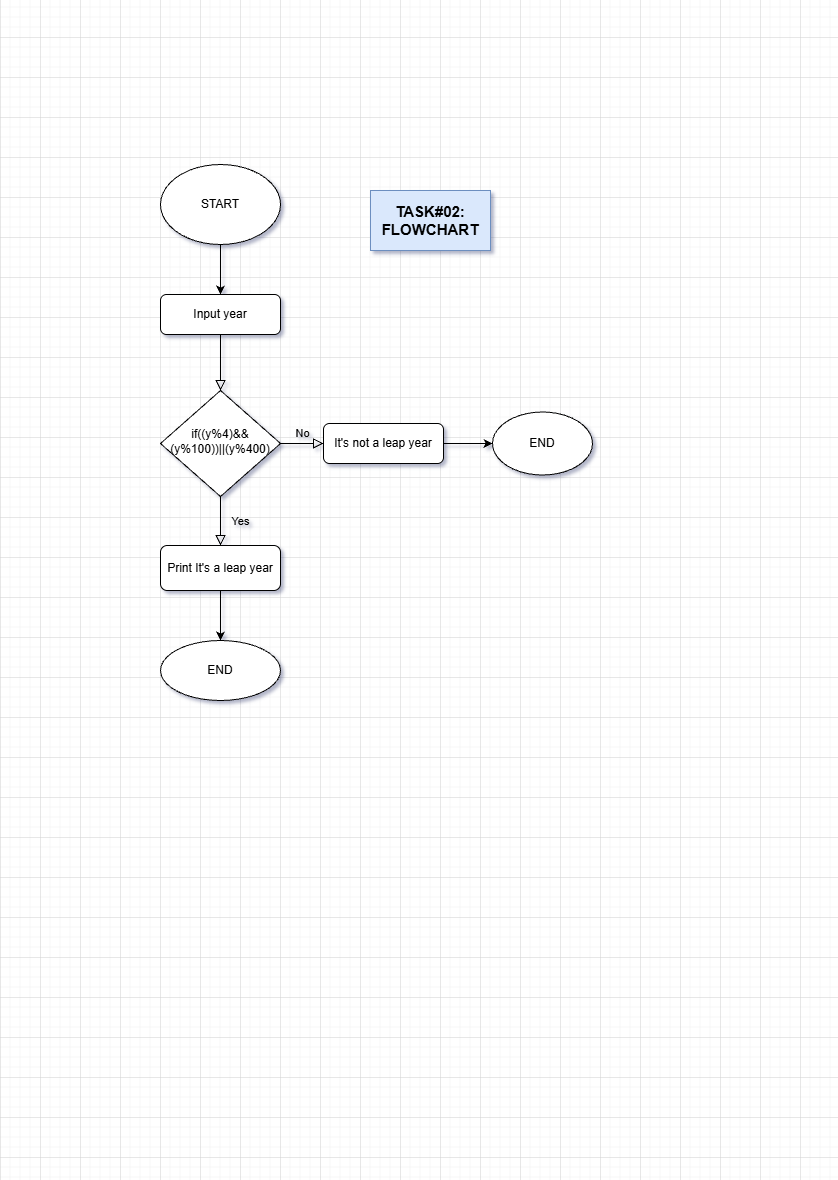 START
TASK#02:
FLOWCHART
Input year
if((y%4)&&
(y%100))||(y%400)
No
It's not a leap year
END
Yes
Print It's a leap year
END